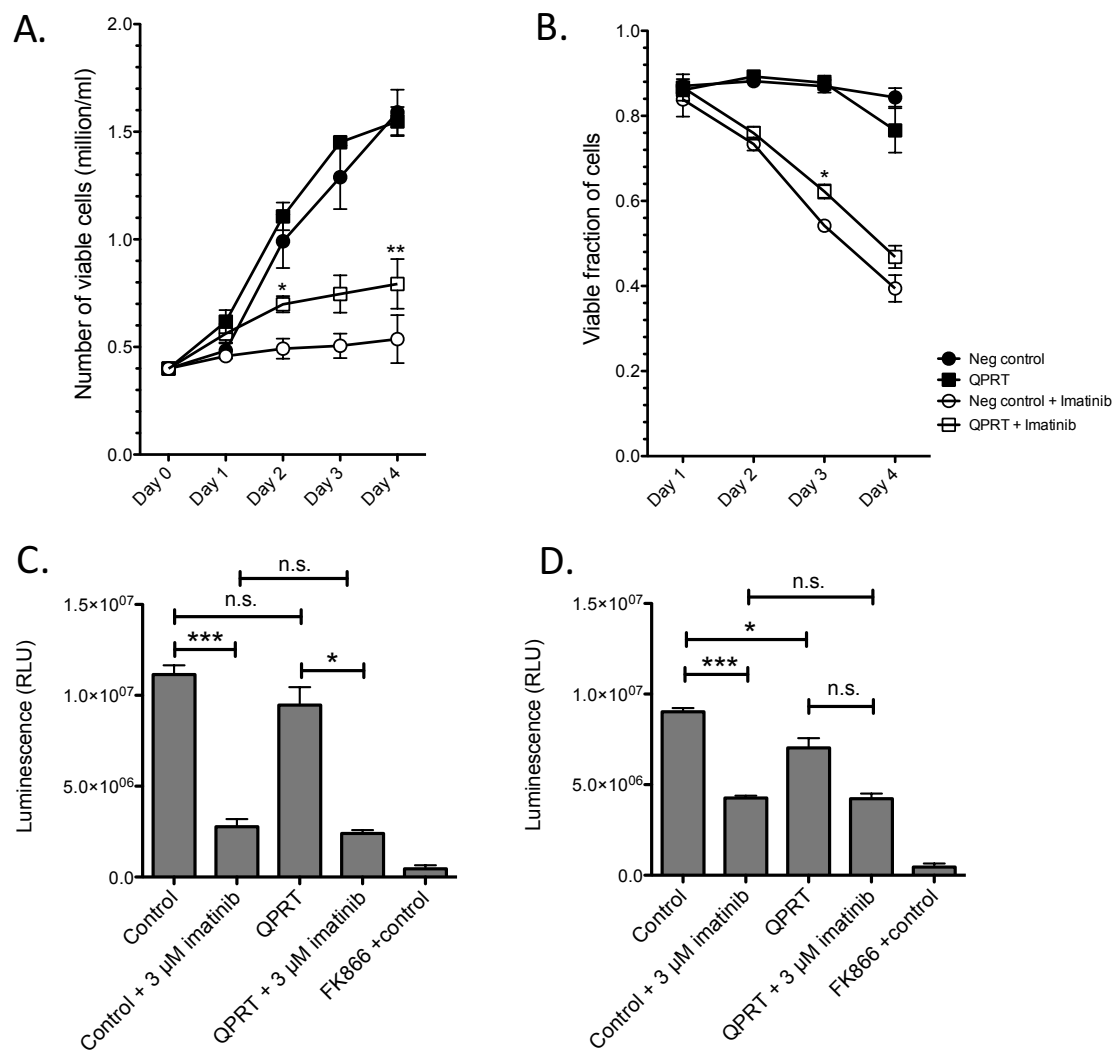 A.
Number of viable cells (million/ml)
2.0
1.5
1.0
0.5
0.0
*
**
Day 0
Day 1
Day 2
Day 3
Day 4
B.
Viable fraction of cells
1.0
0.8
0.6
0.4
0.2
0.0
*
Day 1
Day 2
Day 3
Day 4
Neg control
QPRT
Neg control + Imatinib
QPRT + Imatinib
C.
Luminescence (RLU)
1.5×10⁰⁷
1.0×10⁰⁷
5.0×10⁰⁶
0.0
n.s.
n.s.
***
*
Control
Control + 3 µM imatinib
QPRT
QPRT + 3 µM imatinib
FK866 +control
D.
Luminescence (RLU)
1.5×10⁰⁷
1.0×10⁰⁷
5.0×10⁰⁶
0.0
n.s.
*
***
n.s.
Control
Control + 3 µM imatinib
QPRT
QPRT + 3 µM imatinib
FK866 +control